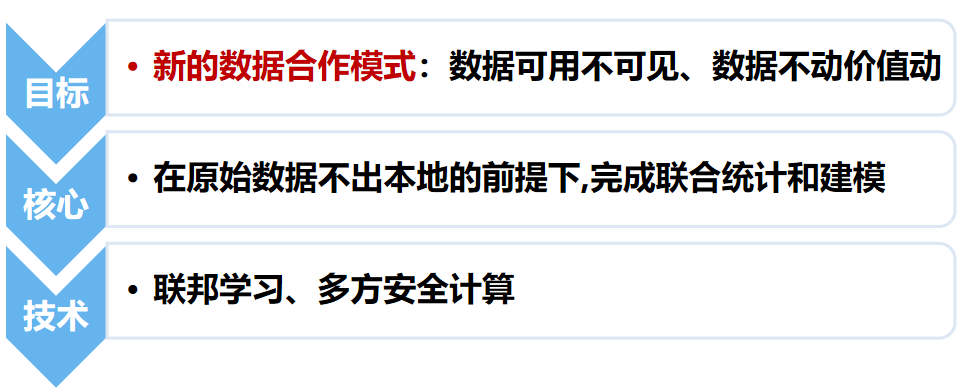 目标
• 新的数据合作模式：数据可用不可见、数据不动价值动
核心
• 在原始数据不出本地的前提下,完成联合统计和建模
技术
• 联邦学习、多方安全计算